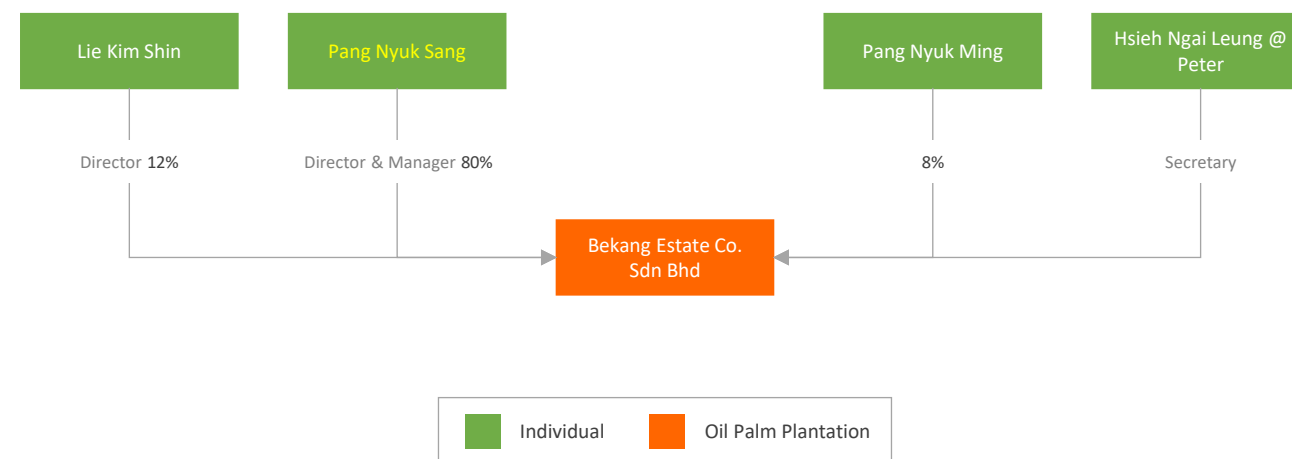 Lie Kim Shin
Pang Nyuk Sang
Pang Nyuk Ming
Hsieh Ngai Leung @
Peter
Director 12%
Director & Manager 80%
8%
Secretary
Bekang Estate Co.
Sdn Bhd
Individual
Oil Palm Plantation